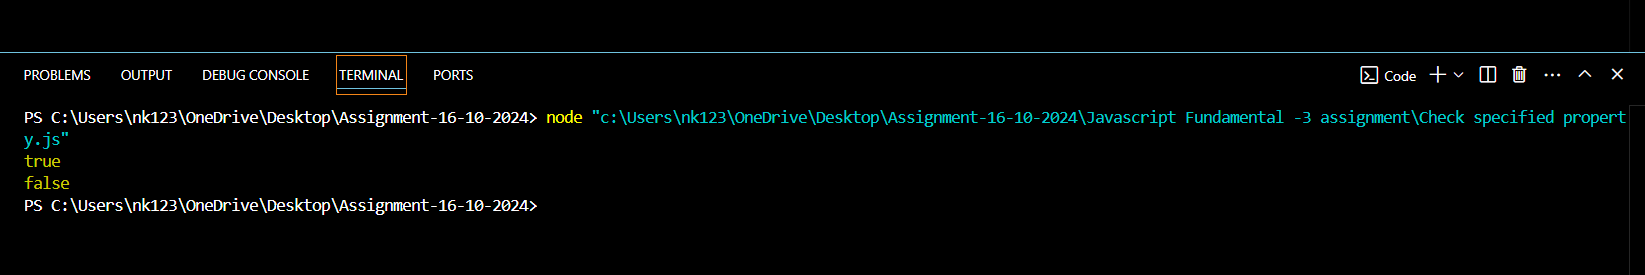 PROBLEMS OUTPUT DEBUG CONSOLE TERMINAL PORTS Code
PS C:\Users\nk123\OneDrive\Desktop\Assignment-16-10-2024> node "c:\Users\nk123\OneDrive\Desktop\Assignment-16-10-2024\Javascript Fundamental -3 assignment\Check specified propert
y.js"
true
false
PS C:\Users\nk123\OneDrive\Desktop\Assignment-16-10-2024>